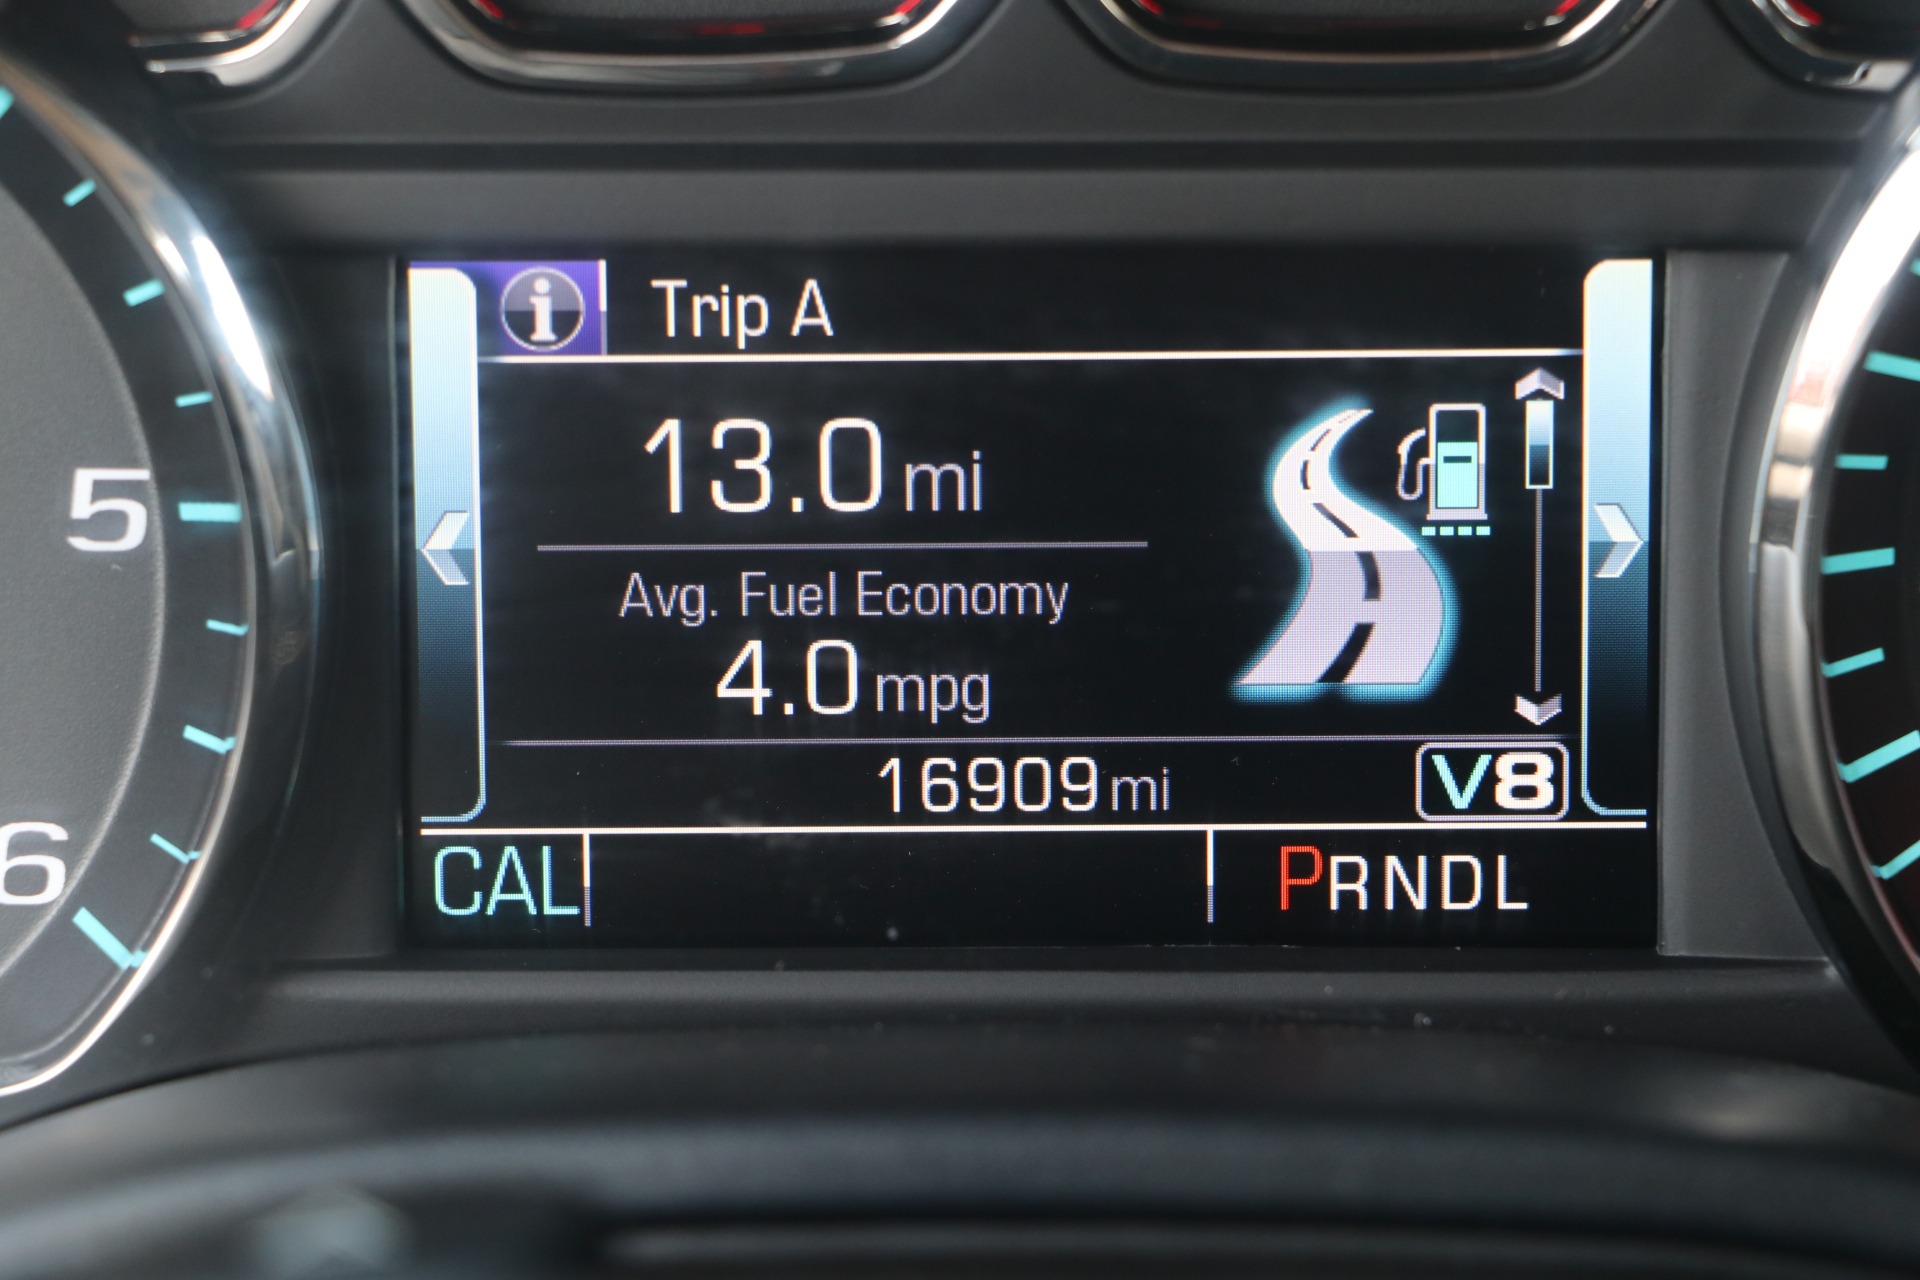 Trip A
13.0 mi
5
Avg. Fuel Economy
4.0 mpg
16909 mi
V8
6
CAL
PRNDL